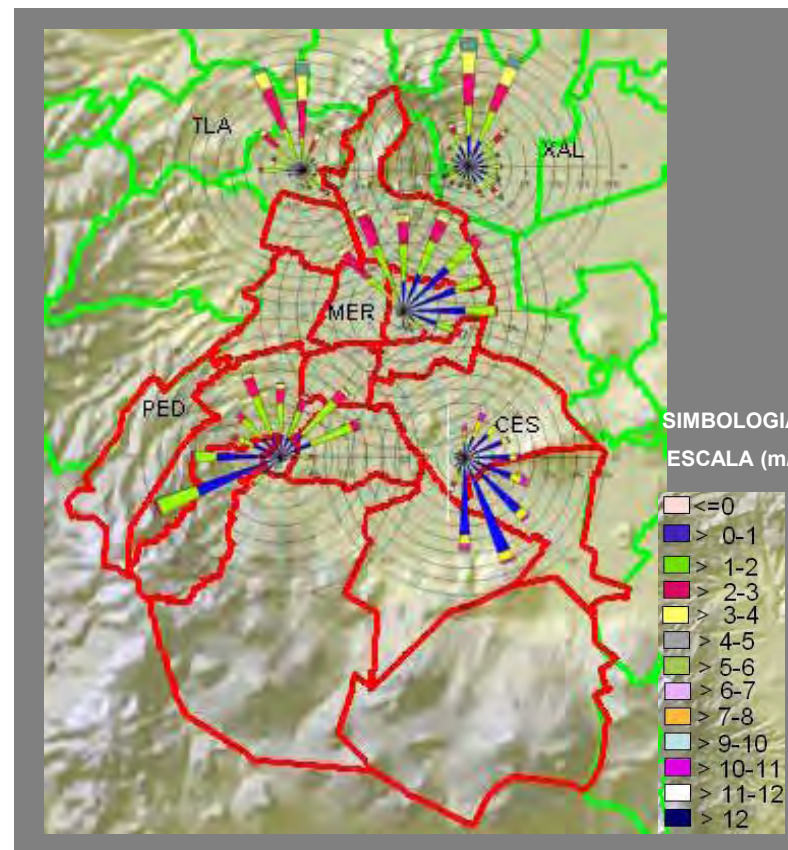 TLA
XAL
MER
PED
CES
SIMBOLOGIA
ESCALA (m
<=0
> 0-1
> 1-2
> 2-3
> 3-4
> 4-5
> 5-6
> 6-7
> 7-8
> 9-10
> 10-11
> 11-12
> 12